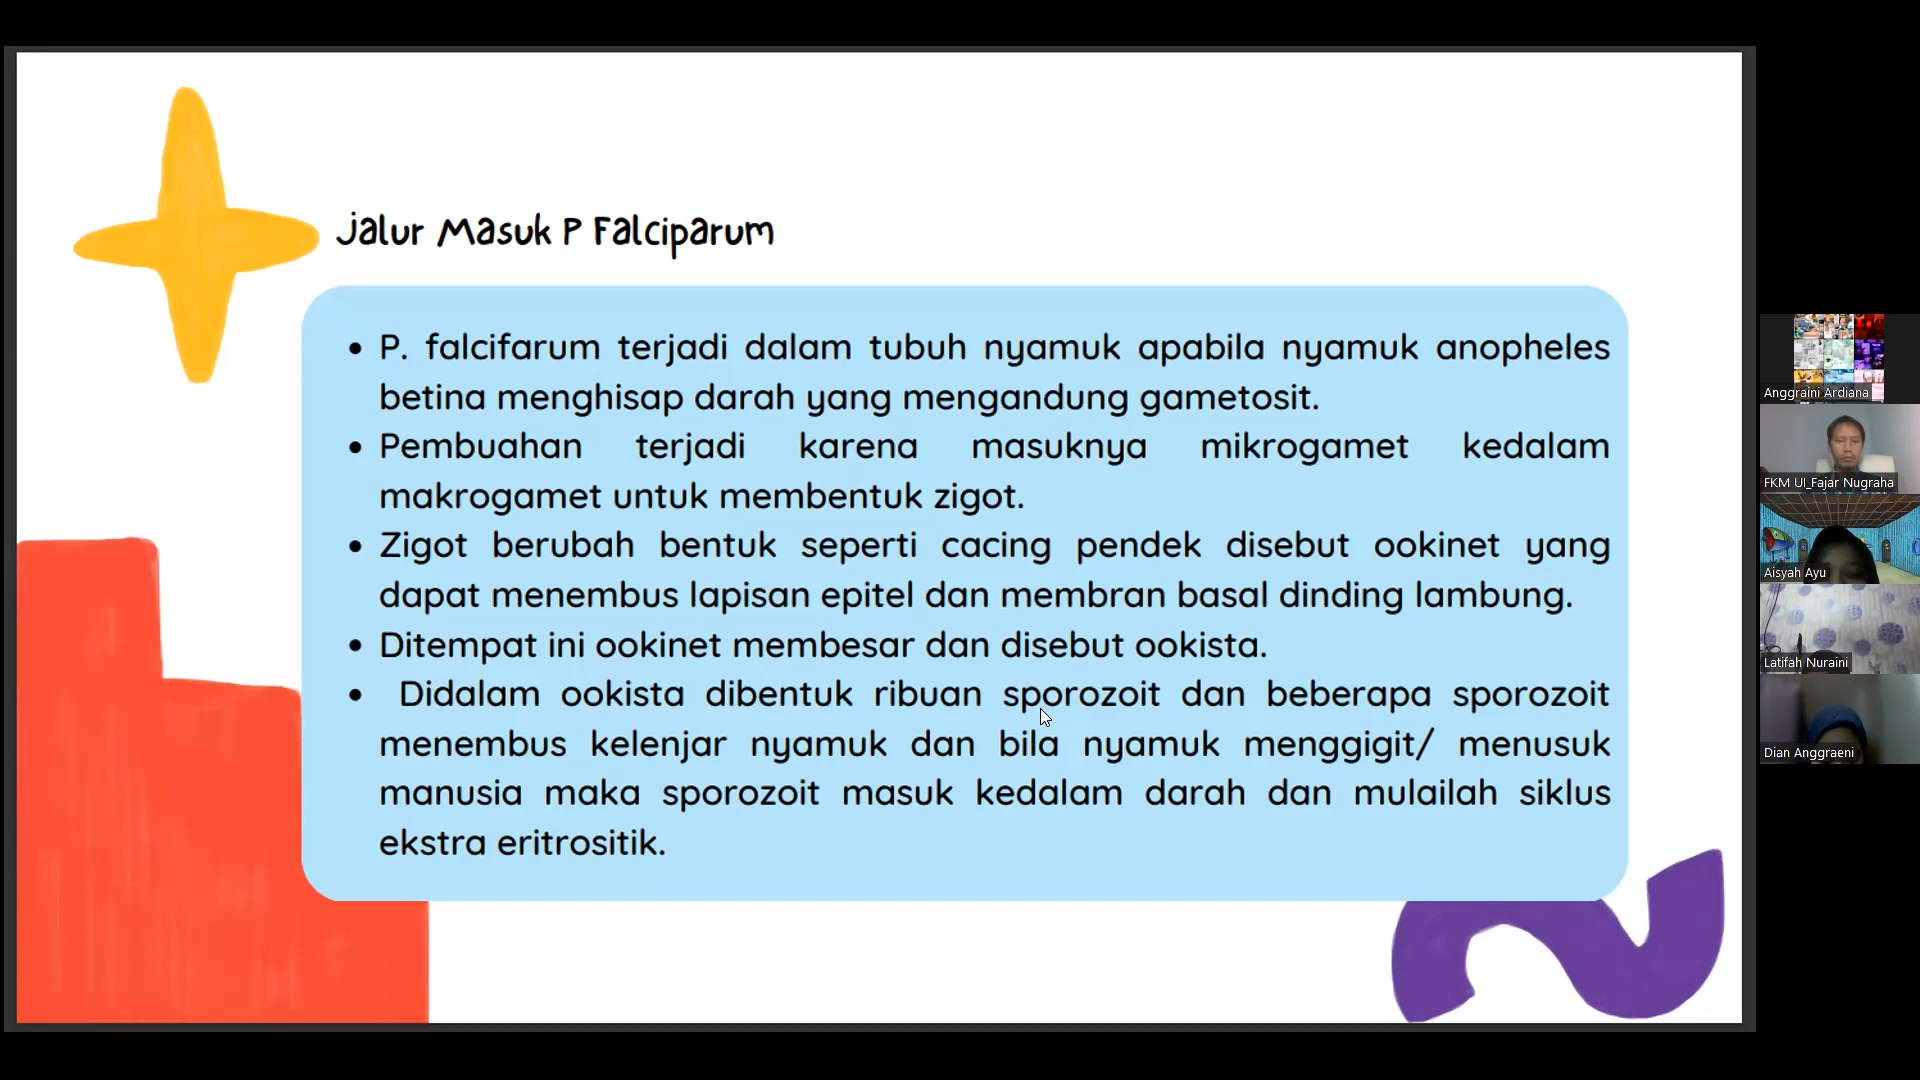 Jalur Masuk P Falciparum
• P. falcifarum terjadi dalam tubuh nyamuk apabila nyamuk anopheles
betina menghisap darah yang mengandung gametosit.
• Pembuahan terjadi karena masuknya mikrogamet kedalam
makrogamet untuk membentuk zigot.
• Zigot berubah bentuk seperti cacing pendek disebut ookinet yang
dapat menembus lapisan epitel dan membran basal dinding lambung.
• Ditempat ini ookinet membesar dan disebut ookista.
• Didalam ookista dibentuk ribuan sporozoit dan beberapa sporozoit
menembus kelenjar nyamuk dan bila nyamuk menggigit/ menusuk
manusia maka sporozoit masuk kedalam darah dan mulailah siklus
ekstra eritrositik.
Anggraini Ardiana
FKM UI_Fajar Nugraha
Aisyah Ayu
Latifah Nuraini
Dian Anggraeni